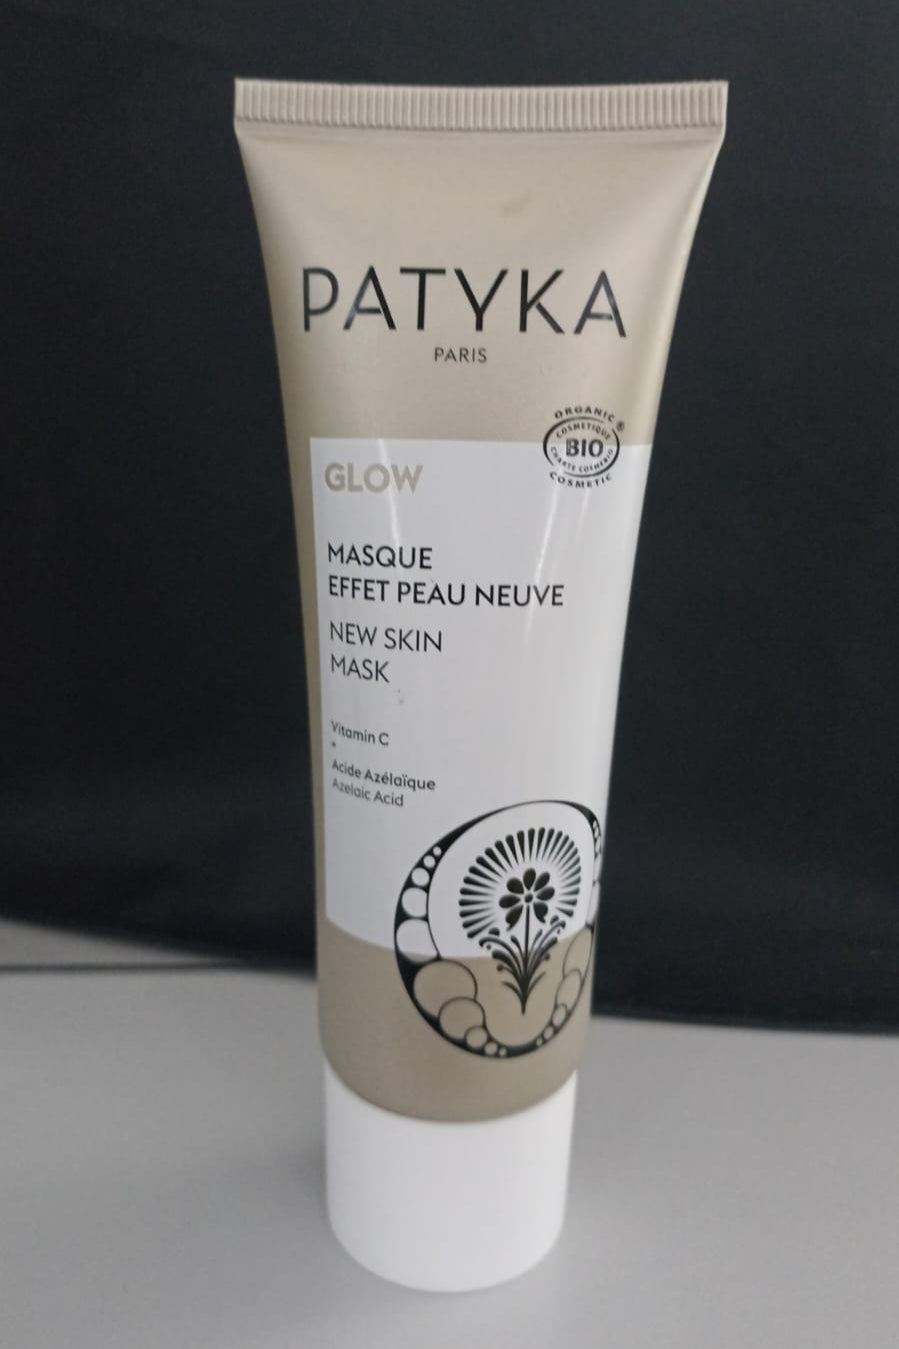 PATYKA
PARIS
ORGANIC ®
COSMETIQUE
BIO
CHARTE COSMEBIO
COSMETIC
GLOW
MASQUE
EFFET PEAU NEUVE
NEW SKIN
MASK
Vitamin C
*
Acide Azélaïque
Azelaic Acid